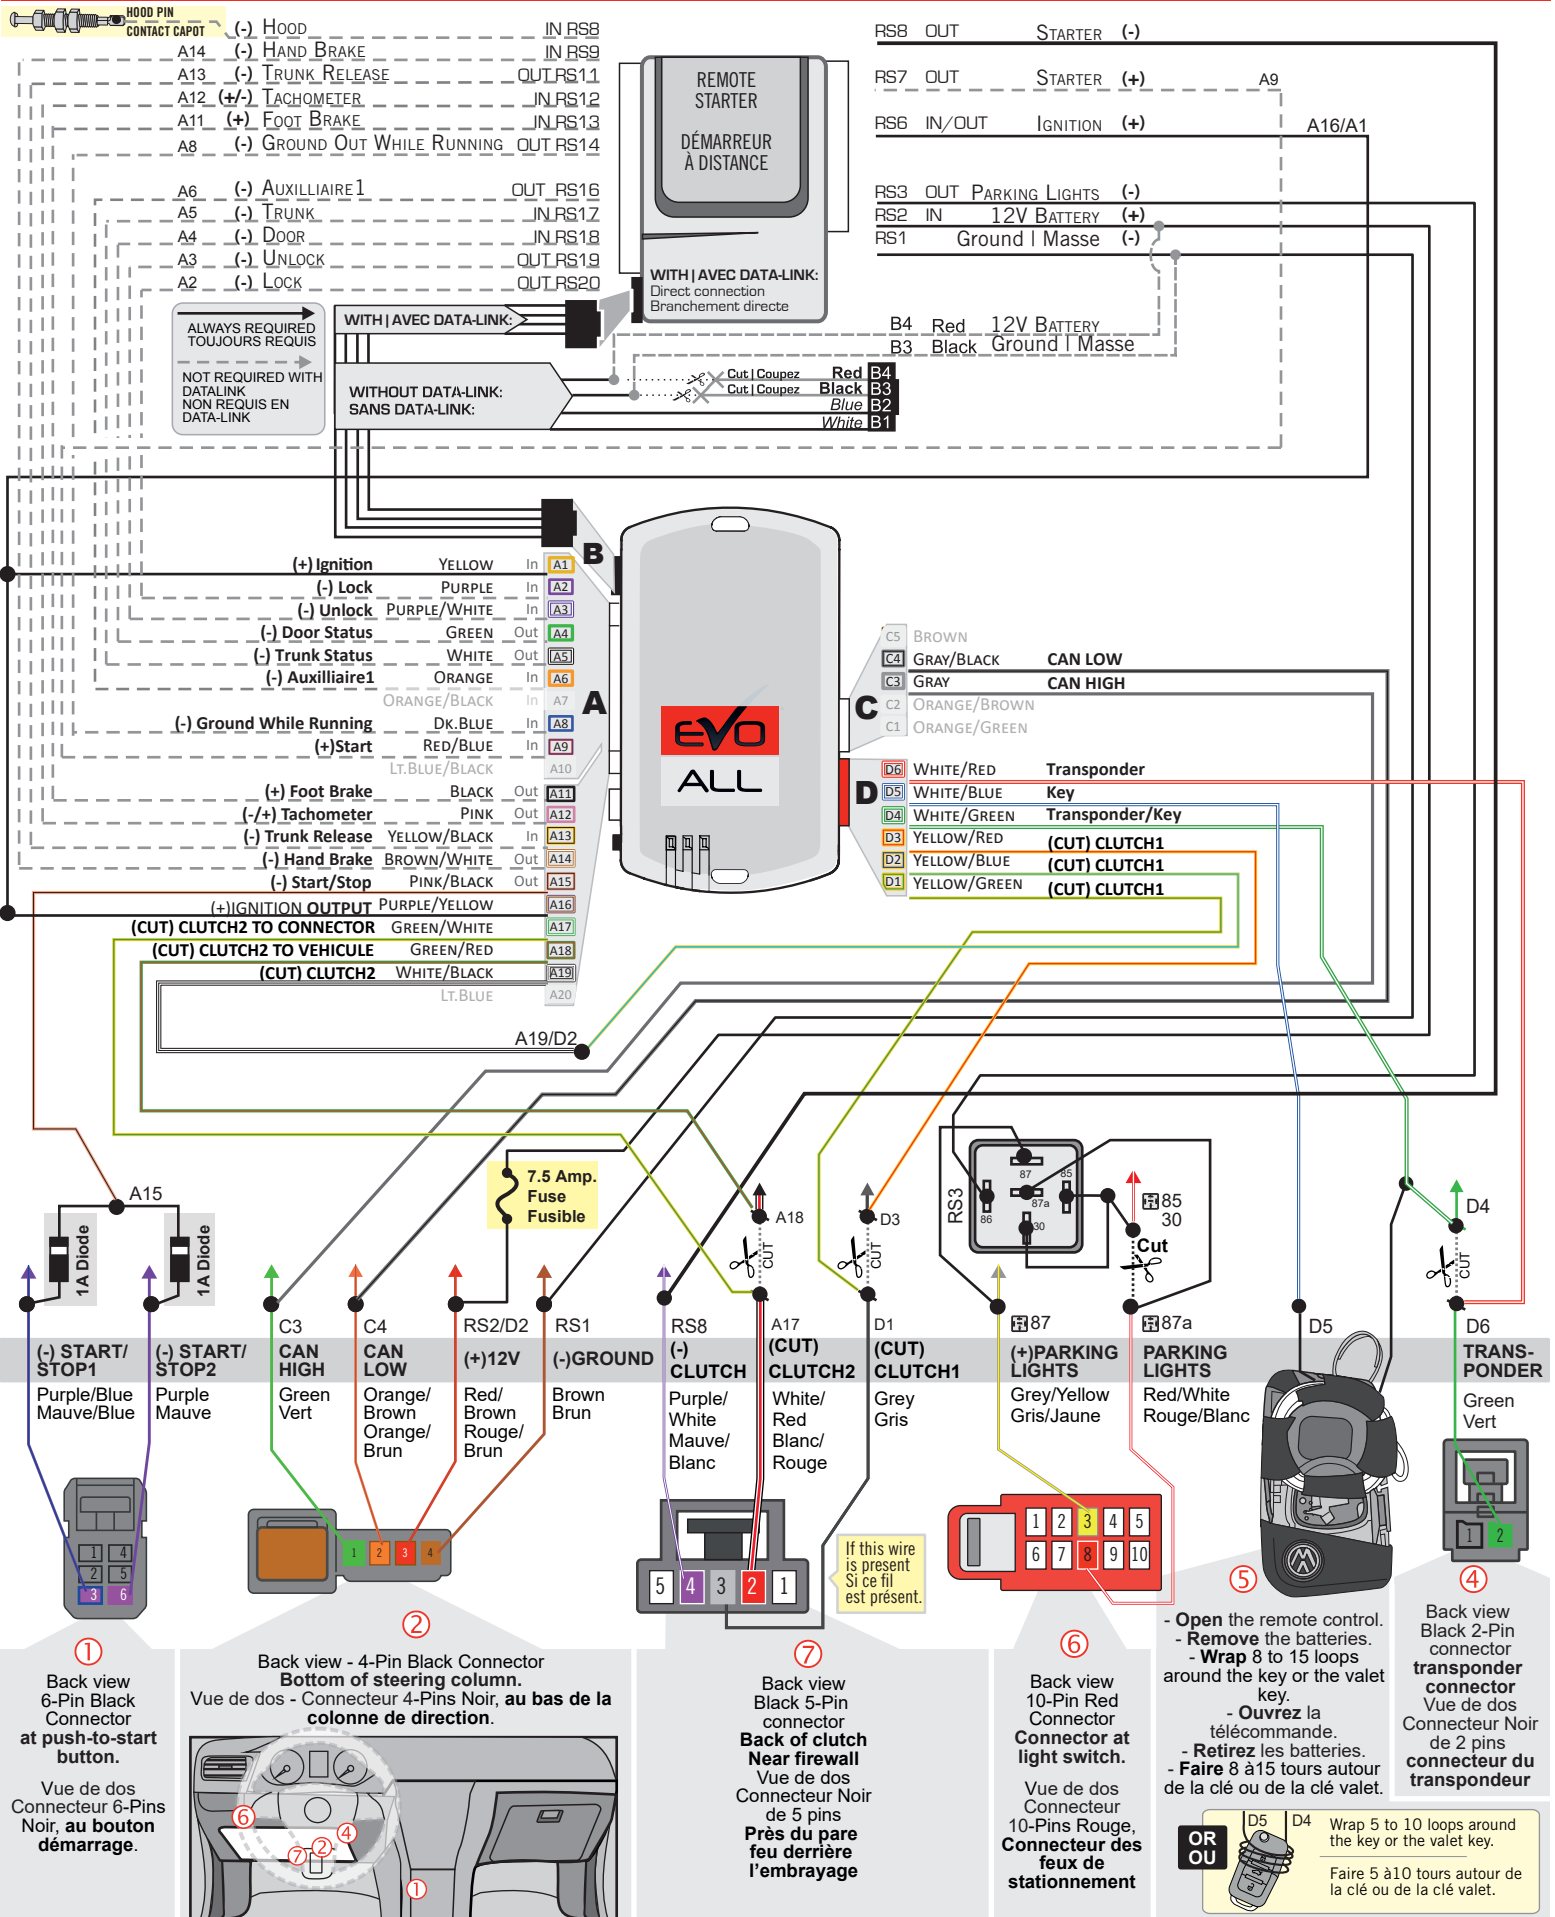 HOOD PIN
CONTACT CAPOT
(-) HOOD IN RS8
A14 (-) HAND BRAKE IN RS9
A13 (-) TRUNK RELEASE OUT RS11
A12 (+/-) TACHOMETER IN RS12
A11 (+) FOOT BRAKE IN RS13
A8 (-) GROUND OUT WHILE RUNNING OUT RS14
A6 (-) AUXILLIAIRE1 OUT RS16
A5 (-) TRUNK IN RS17
A4 (-) DOOR IN RS18
A3 (-) UNLOCK OUT RS19
A2 (-) LOCK OUT RS20
REMOTE
STARTER
DÉMARREUR
À DISTANCE
WITH | AVEC DATA-LINK:
Direct connection
Branchement directe
RS8 OUT STARTER (-)
RS7 OUT STARTER (+) A9
RS6 IN/OUT IGNITION (+) A16/A1
RS3 OUT PARKING LIGHTS (-)
RS2 IN 12V BATTERY (+)
RS1 Ground | Masse (-)
ALWAYS REQUIRED
TOUJOURS REQUIS
NOT REQUIRED WITH
DATALINK
NON REQUIS EN
DATA-LINK
WITH | AVEC DATA-LINK:
WITHOUT DATA-LINK:
SANS DATA-LINK:
B4 Red 12V BATTERY
B3 Black Ground | Masse
Cut | Coupez Red B4
Cut | Coupez Black B3
Blue B2
White B1
B
(+) Ignition YELLOW In A1
(-) Lock PURPLE In A2
(-) Unlock PURPLE/WHITE In A3
(-) Door Status GREEN Out A4
(-) Trunk Status WHITE Out A5
(-) Auxilliaire1 ORANGE In A6
ORANGE/BLACK In A7
(-) Ground While Running DK.BLUE In A8
(+)Start RED/BLUE In A9
LT.BLUE/BLACK A10
(+) Foot Brake BLACK Out A11
(-/+) Tachometer PINK Out A12
(-) Trunk Release YELLOW/BLACK In A13
(-) Hand Brake BROWN/WHITE Out A14
(-) Start/Stop PINK/BLACK Out A15
(+)IGNITION OUTPUT PURPLE/YELLOW A16
(CUT) CLUTCH2 TO CONNECTOR GREEN/WHITE A17
(CUT) CLUTCH2 TO VEHICULE GREEN/RED A18
(CUT) CLUTCH2 WHITE/BLACK A19
LT.BLUE A20
A
EVO
ALL
C
C5 BROWN
C4 GRAY/BLACK CAN LOW
C3 GRAY CAN HIGH
C2 ORANGE/BROWN
C1 ORANGE/GREEN
D
D6 WHITE/RED Transponder
D5 WHITE/BLUE Key
D4 WHITE/GREEN Transponder/Key
D3 YELLOW/RED (CUT) CLUTCH1
D2 YELLOW/BLUE (CUT) CLUTCH1
D1 YELLOW/GREEN (CUT) CLUTCH1
A19/D2
A15
1A Diode
1A Diode
7.5 Amp.
Fuse
Fusible
A18
CUT
D3
CUT
RS3
87
85
87a
86
30
85
30
Cut
D4
CUT
C3
C4
RS2/D2
RS1
RS8
A17
D1
87
87a
D5
D6
(-) START/
STOP1
Purple/Blue
Mauve/Blue
(-) START/
STOP2
Purple
Mauve
CAN
HIGH
Green
Vert
CAN
LOW
Orange/
Brown
Orange/
Brun
(+)12V
Red/
Brown
Rouge/
Brun
(-)GROUND
Brown
Brun
(-)
CLUTCH
Purple/
White
Mauve/
Blanc
(CUT)
CLUTCH2
White/
Red
Blanc/
Rouge
(CUT)
CLUTCH1
Grey
Gris
(+)PARKING
LIGHTS
Grey/Yellow
Gris/Jaune
PARKING
LIGHTS
Red/White
Rouge/Blanc
TRANS-
PONDER
Green
Vert
1 4
2 5
3 6
1 2 3 4
5 4 3 2 1
If this wire
is present
Si ce fil
est présent.
1 2 3 4 5
6 7 8 9 10
1 2
①
Back view
6-Pin Black
Connector
at push-to-start
button.
Vue de dos
Connecteur 6-Pins
Noir, au bouton
démarrage.
②
Back view - 4-Pin Black Connector
Bottom of steering column.
Vue de dos - Connecteur 4-Pins Noir, au bas de la
colonne de direction.
⑥
④
②
⑦
①
⑦
Back view
Black 5-Pin
connector
Back of clutch
Near firewall
Vue de dos
Connecteur Noir
de 5 pins
Près du pare
feu derrière
l'embrayage
⑥
Back view
10-Pin Red
Connector
Connector at
light switch.
Vue de dos
Connecteur
10-Pins Rouge,
Connecteur des
feux de
stationnement
⑤
- Open the remote control.
- Remove the batteries.
- Wrap 8 to 15 loops
around the key or the valet
key.
- Ouvrez la
télécommande.
- Retirez les batteries.
- Faire 8 à15 tours autour
de la clé ou de la clé valet.
④
Back view
Black 2-Pin
connector
transponder
connector
Vue de dos
Connecteur Noir
de 2 pins
connecteur du
transpondeur
OR
OU
D5 D4
Wrap 5 to 10 loops around
the key or the valet key.
Faire 5 à10 tours autour de
la clé ou de la clé valet.